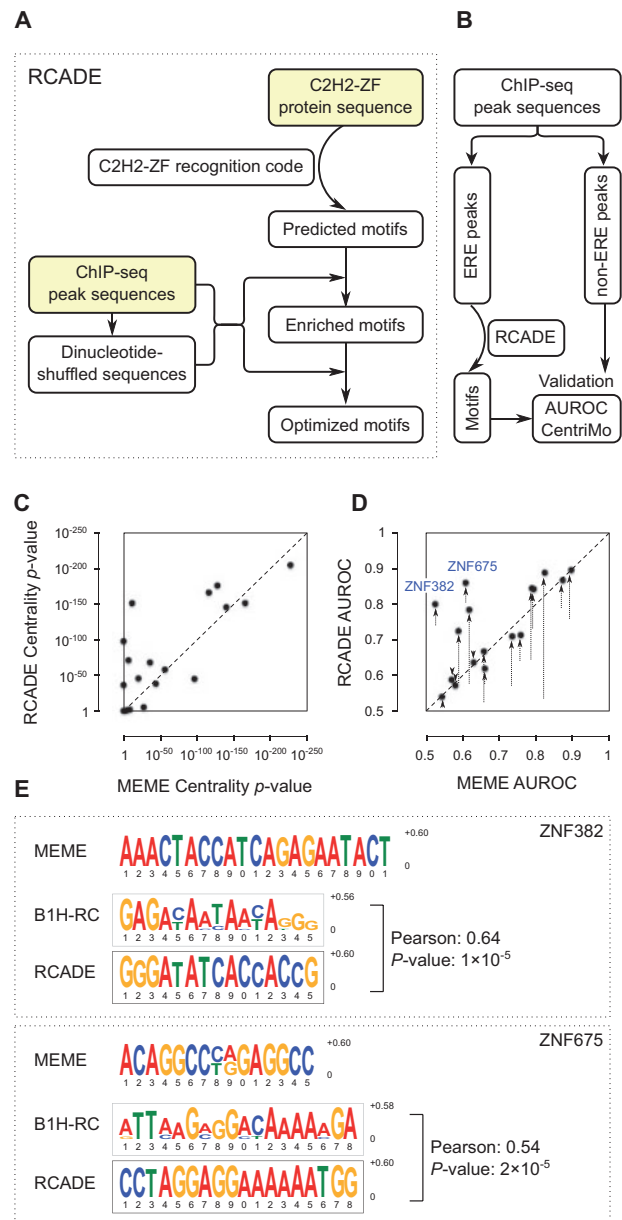 A
RCADE
C2H2-ZF
protein sequence
C2H2-ZF recognition code
Predicted motifs
ChIP-seq
peak sequences
Enriched motifs
Dinucleotide-
shuffled sequences
Optimized motifs
B
ChIP-seq
peak sequences
ERE peaks
non-ERE peaks
RCADE
Motifs
Validation
AUROC
CentriMo
C
RCADE Centrality p-value
10-250
10-200
10-150
10-100
10-50
1
1 10-50 10-100 10-150 10-200 10-250
MEME Centrality p-value
D
RCADE AUROC
1
0.9
0.8
0.7
0.6
0.5
ZNF675
ZNF382
0.5 0.6 0.7 0.8 0.9 1
MEME AUROC
E
ZNF382
MEME
AAACTACCATCAGAGAATACT
+0.60
0
1 2 3 4 5 6 7 8 9 0 1 2 3 4 5 6 7 8 9 0 1
B1H-RC
+0.56
0
1 2 3 4 5 6 7 8 9 0 1 2 3 4 5
RCADE
GGGATATCACCACCG
+0.60
0
1 2 3 4 5 6 7 8 9 0 1 2 3 4 5
Pearson: 0.64
P-value: 1×10-5
ZNF675
MEME
+0.60
0
1 2 3 4 5 6 7 8 9 0 1 2 3 4 5
B1H-RC
+0.58
0
1 2 3 4 5 6 7 8 9 0 1 2 3 4 5 6 7 8
RCADE
CCTAGGAGGAAAAAATGG
+0.60
0
1 2 3 4 5 6 7 8 9 0 1 2 3 4 5 6 7 8
Pearson: 0.54
P-value: 2×10-5